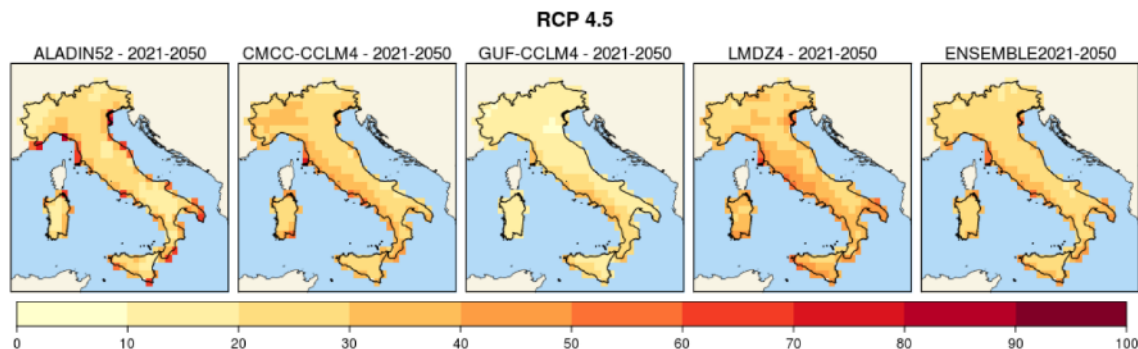 RCP 4.5
ALADIN52 - 2021-2050 CMCC-CCLM4 - 2021-2050 GUF-CCLM4 - 2021-2050 LMDZ4 - 2021-2050 ENSEMBLE2021-2050
0 10 20 30 40 50 60 70 80 90 100